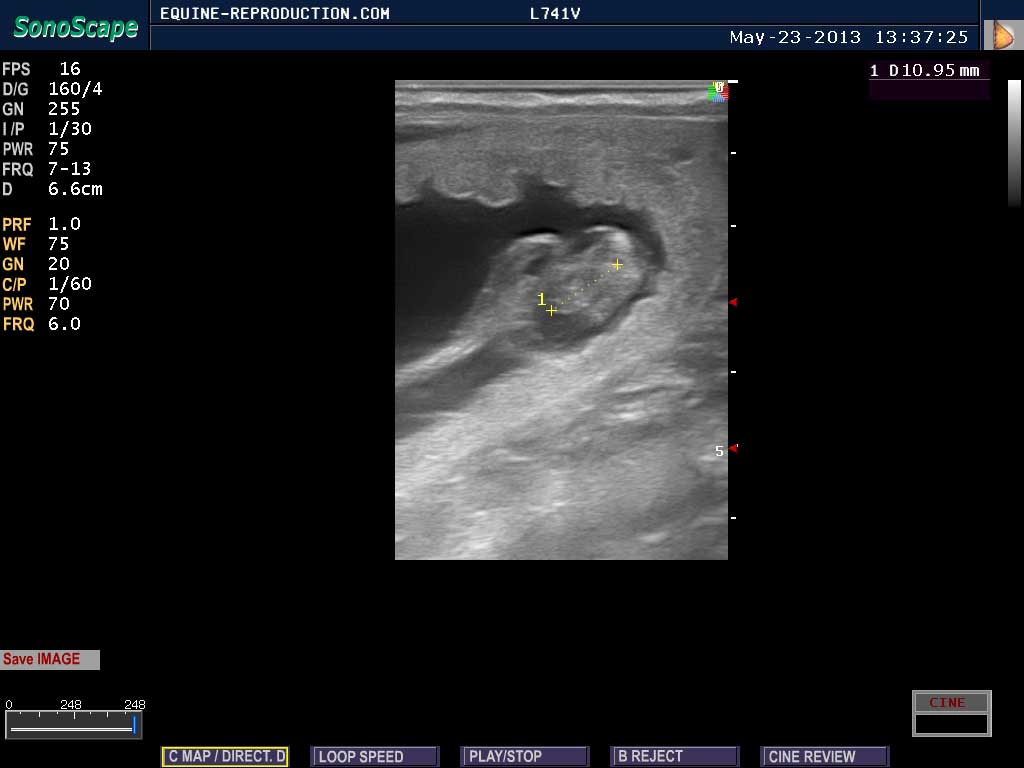 SonoScape
EQUINE-REPRODUCTION.COM L741V
May-23-2013 13:37:25
FPS 16
D/G 160/4
GN 255
I/P 1/30
PWR 75
FRQ 7-13
D 6.6cm
PRF 1.0
WF 75
GN 20
C/P 1/60
PWR 70
FRQ 6.0
1 D10.95mm
1
5
Save IMAGE
0 248 248
CINE
C MAP / DIRECT. D LOOP SPEED PLAY/STOP B REJECT CINE REVIEW